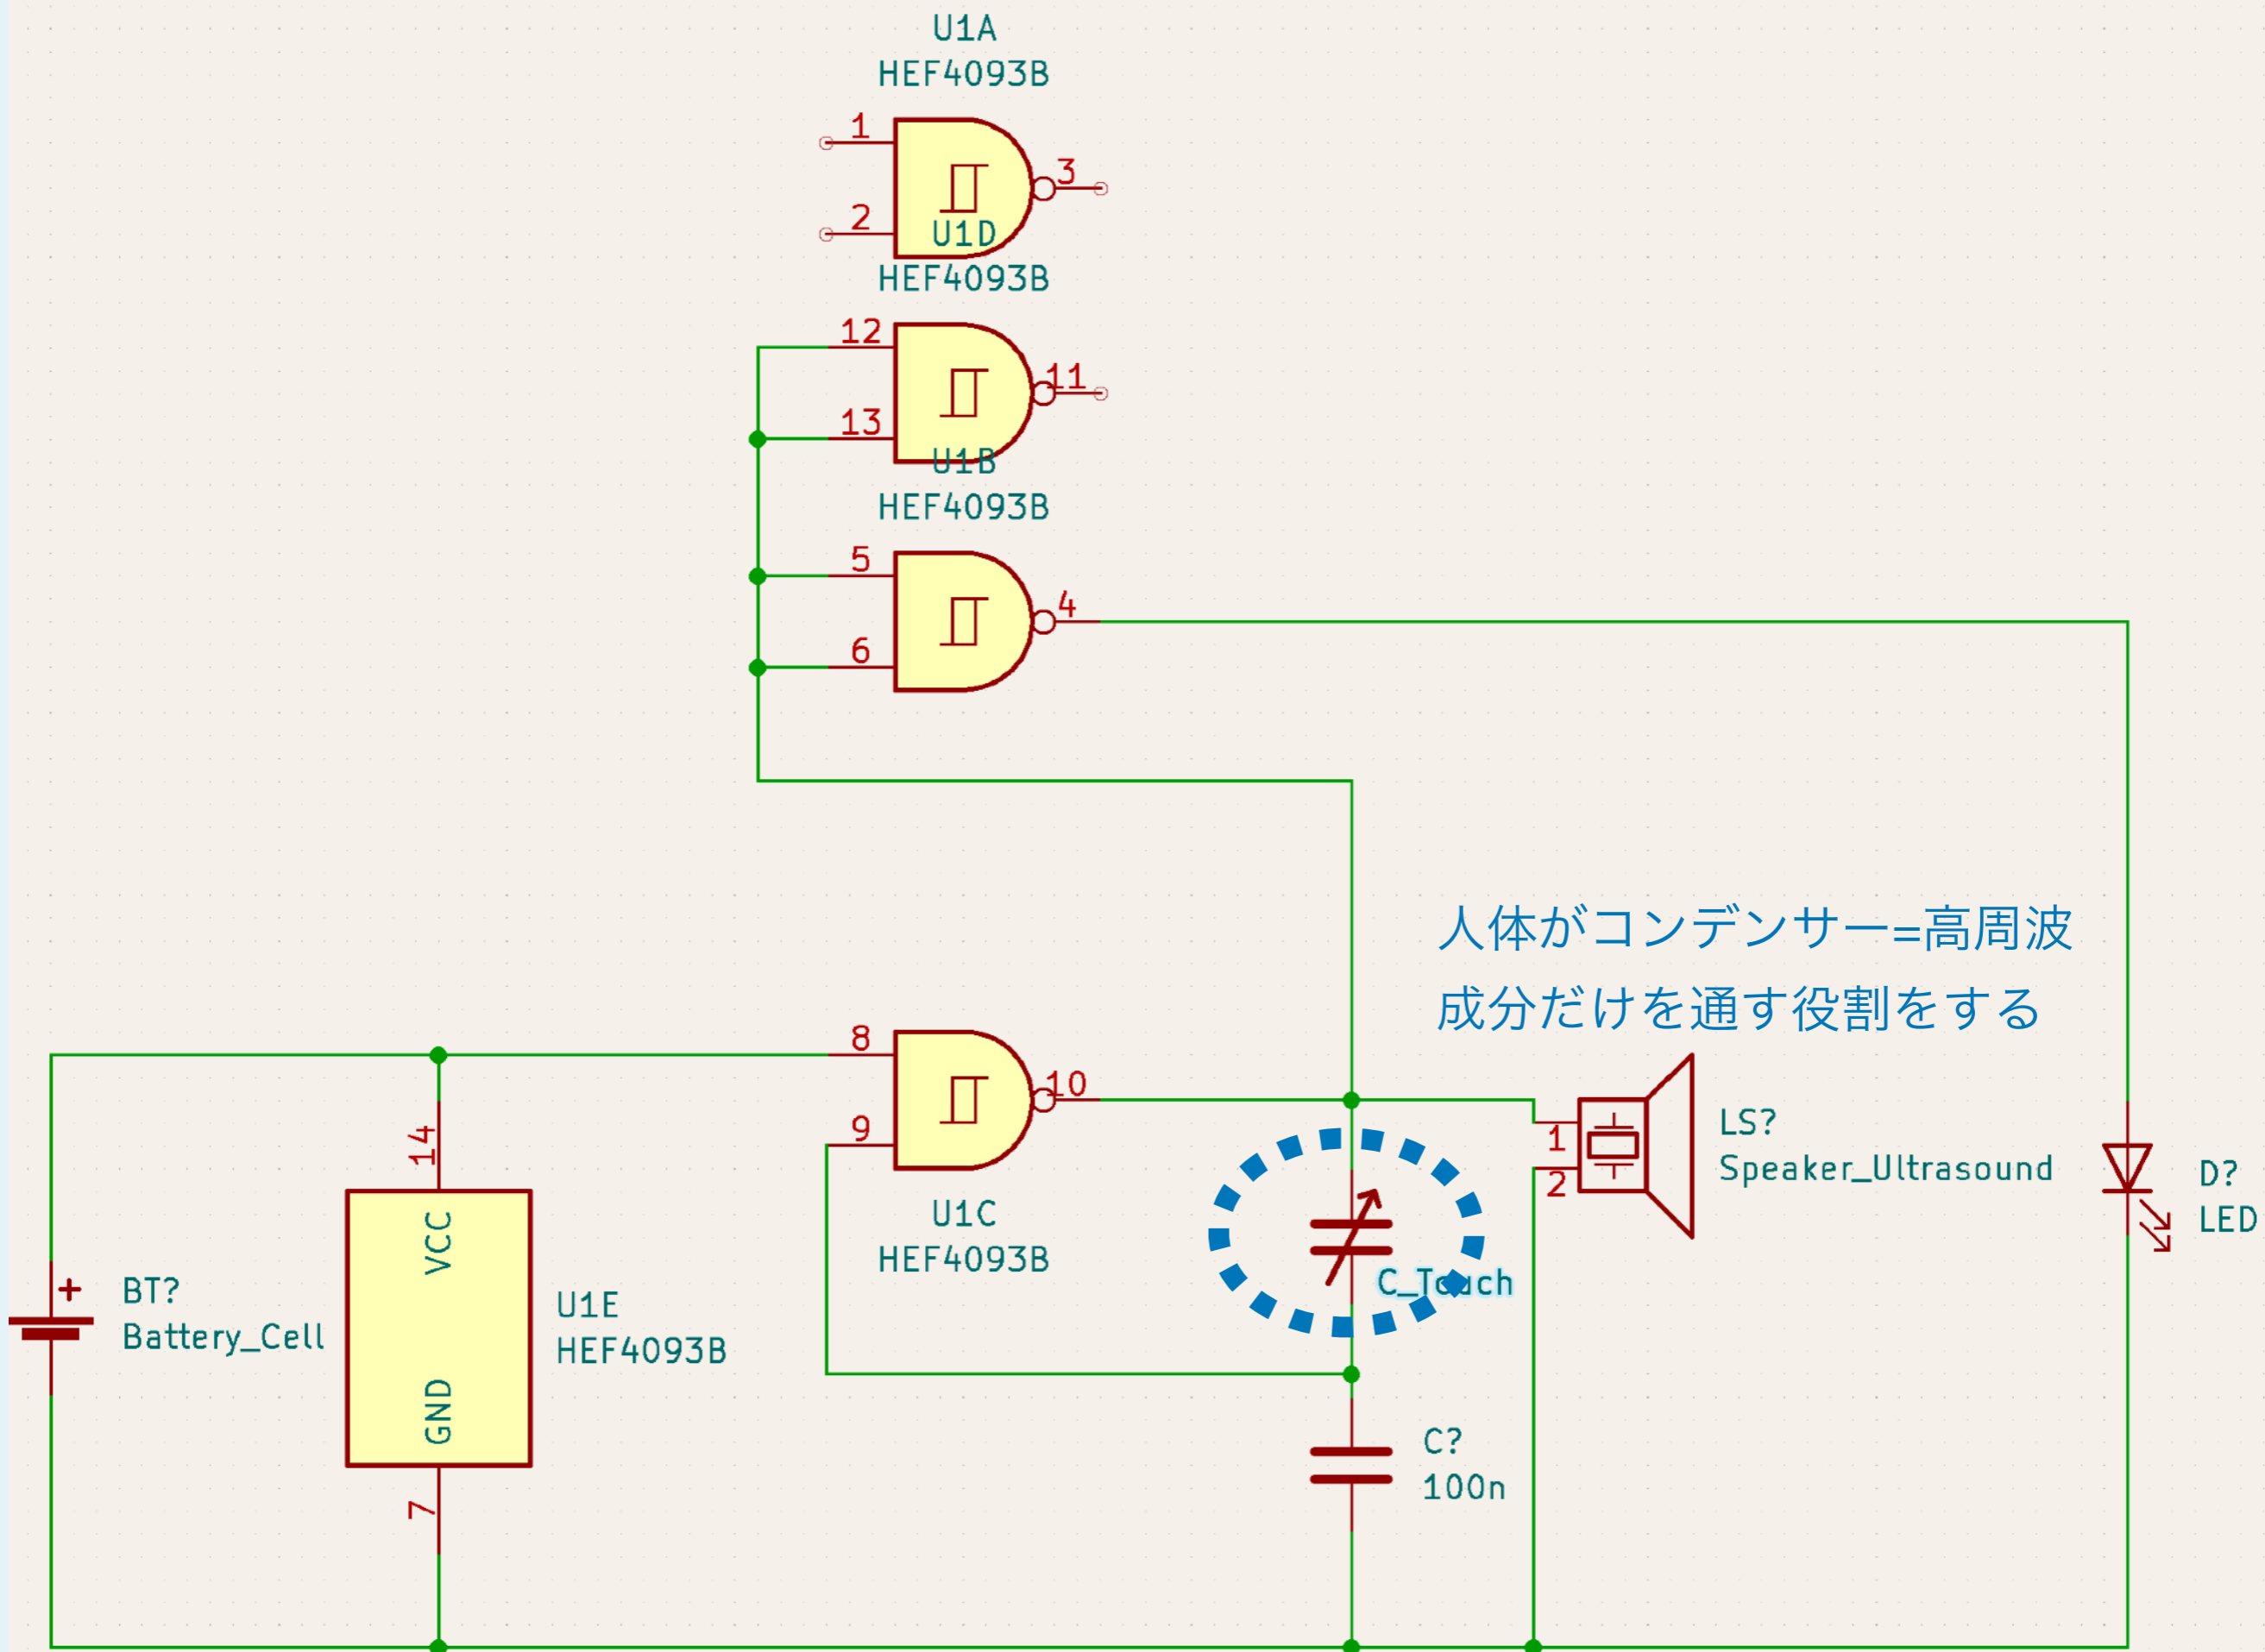 U1A
HEF4093B
1
3
2
U1D
HEF4093B
12
11
13
U1B
HEF4093B
5
4
6
人体がコンデンサー=高周波
成分だけを通す役割をする
8
10
9
U1C
HEF4093B
1
2
LS?
Speaker_Ultrasound
D?
LED
14
VCC
GND
7
U1E
HEF4093B
+
BT?
Battery_Cell
C_Touch
C?
100n